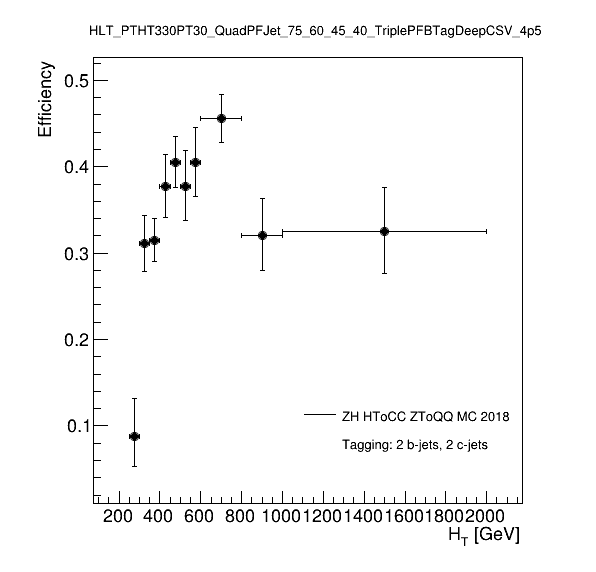 HLT_PTHT330PT30_QuadPFJet_75_60_45_40_TriplePFBTagDeepCSV_4p5
Efficiency
0.5
0.4
0.3
0.2
0.1
ZH HToCC ZToQQ MC 2018
Tagging: 2 b-jets, 2 c-jets
200 400 600 800 1000 1200 1400 1600 1800 2000
H_T [GeV]